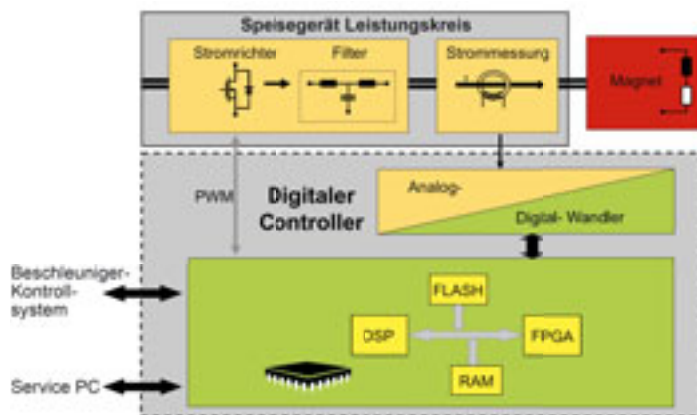 Speisegerät Leistungskreis
Stromrichter
Filter
Strommessung
Magnet
PWM
Digitaler
Controller
Analog-
Digtal- Wandler
Beschleuniger-
Kontroll-
system
Service PC
FLASH
DSP
FPGA
RAM